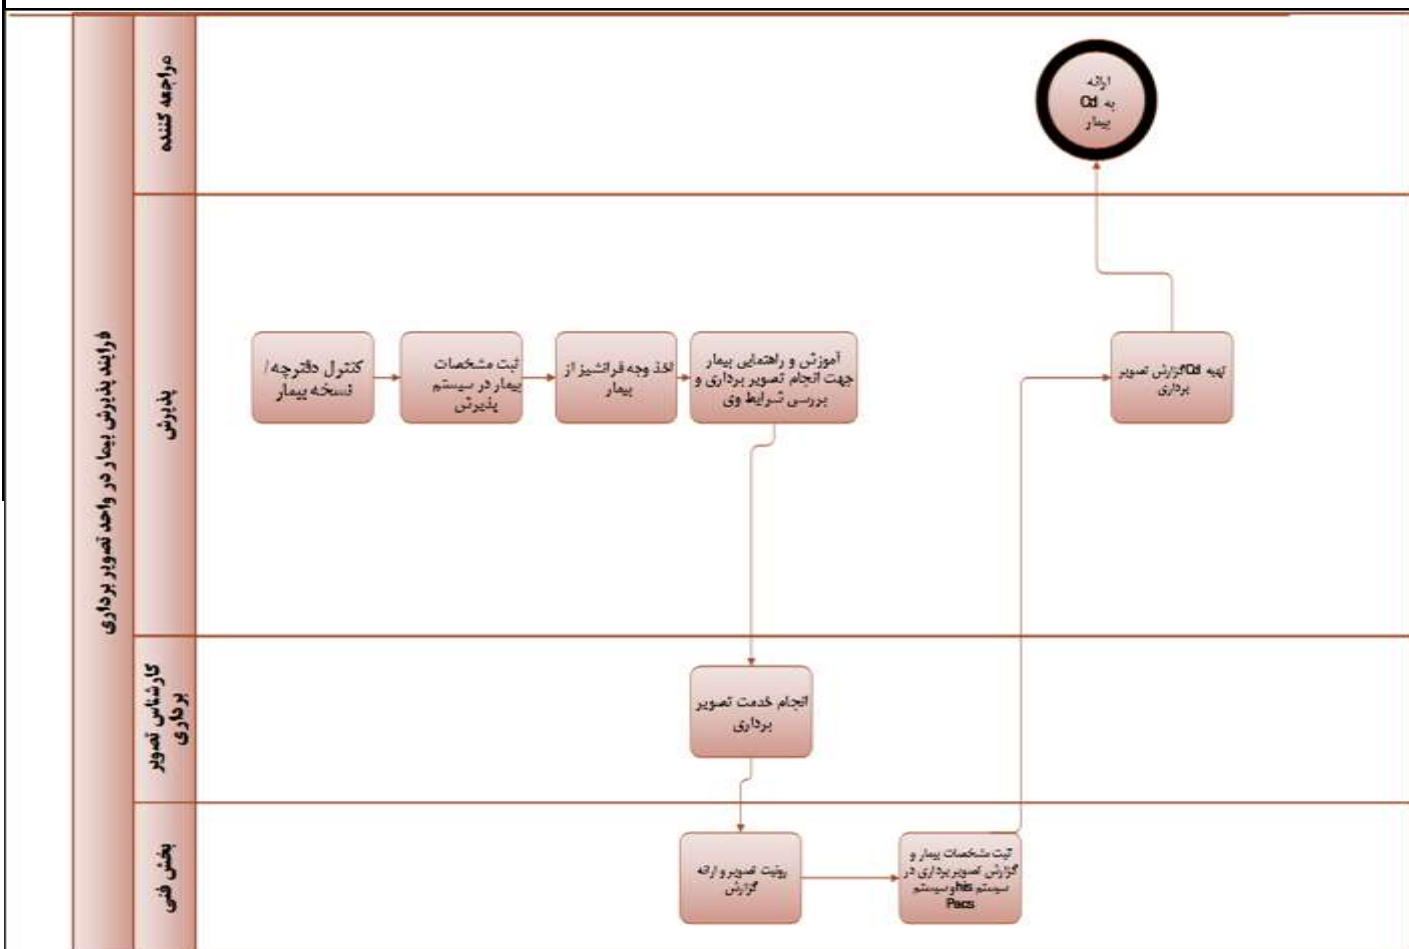 فرایند پذیرش بیمار در واحد تصویر برداری
مراجعه کننده
ارائه
به Cd
بیمار
پذیرش
کنترل دفترچه /
نسخه بیمار
ثبت مشخصات
بیمار در سیستم
پذیرش
اخذ وجه فرانشیز از
بیمار
آموزش و راهنمایی بیمار
جهت انجام تصویر برداری و
بررسی شرایط وی
تهیه Cd/گزارش تصویر
برداری
کارشناس تصویر
برداری
انجام خدمت تصویر
برداری
بخش فنی
رونیت تصویر و ارائه
گزارش
ثبت مشخصات بیمار و
گزارش تصویر برداری در
سیستم his و سیستم
Pacs